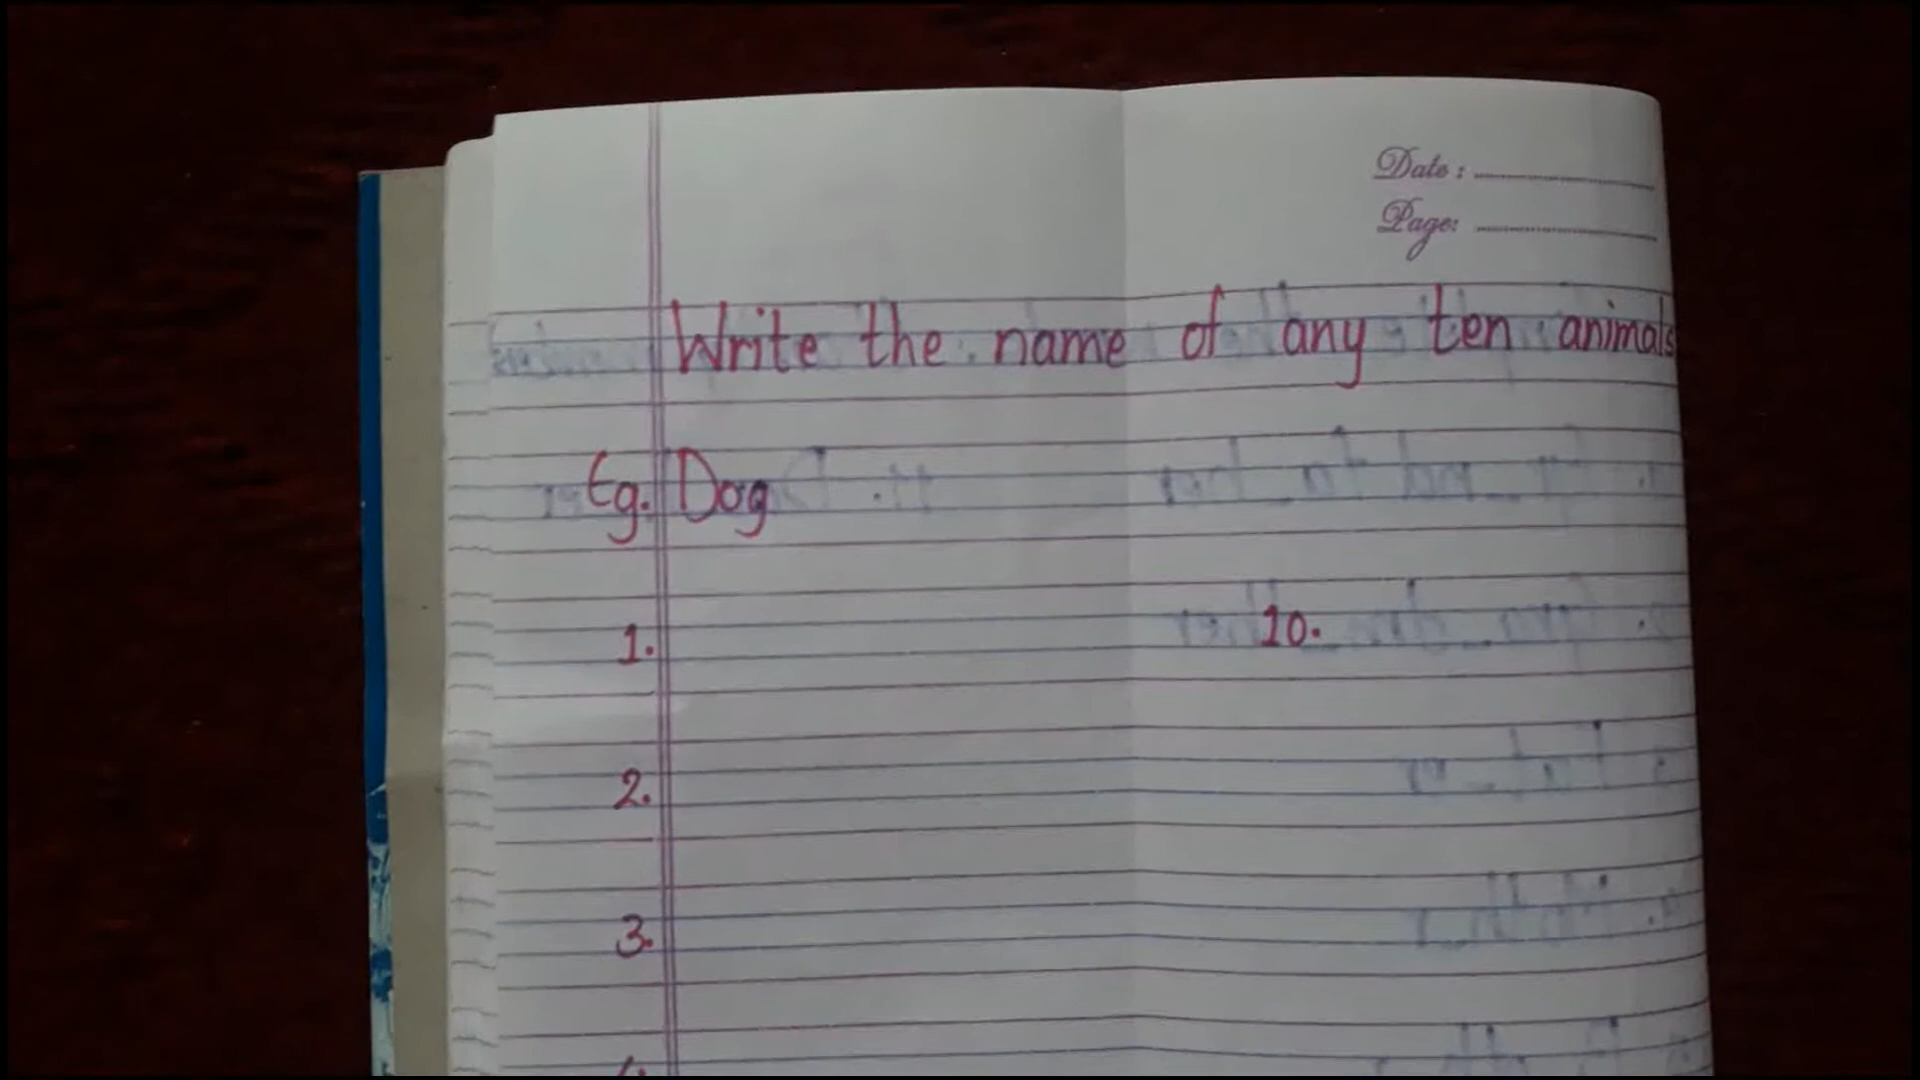 Date :
Page:
Write the name of any ten animals
Eg. Dog
1.
10.
2.
3.